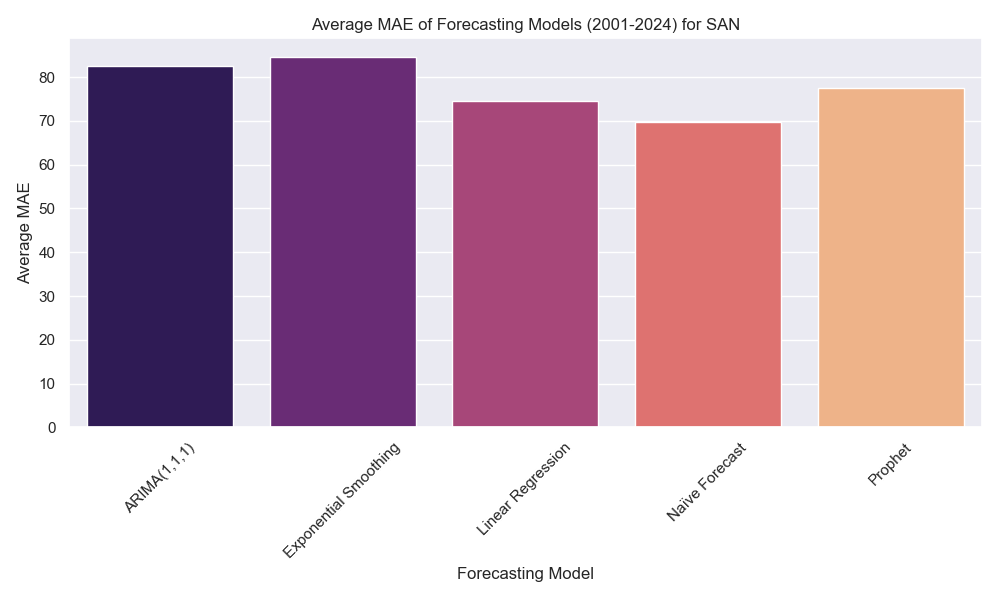 Average MAE of Forecasting Models (2001-2024) for SAN
Average MAE
80
70
60
50
40
30
20
10
0
ARIMA(1,1,1)
Exponential Smoothing
Linear Regression
Naïve Forecast
Prophet
Forecasting Model